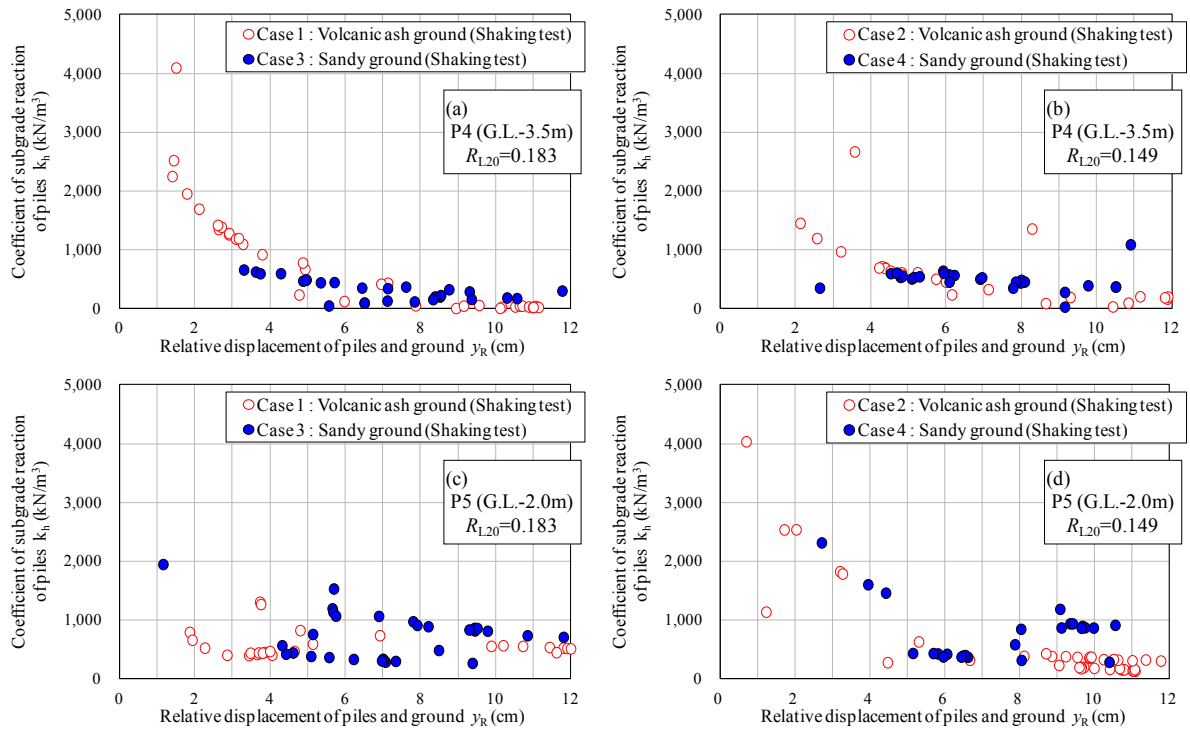 5,000
4,000
3,000
2,000
1,000
0
0 2 4 6 8 10 12
Coefficient of subgrade reaction
of piles kh (kN/m³)
Relative displacement of piles and ground yR (cm)
Case 1 : Volcanic ash ground (Shaking test)
Case 3 : Sandy ground (Shaking test)
(a)
P4 (G.L.-3.5m)
RL20=0.183
5,000
4,000
3,000
2,000
1,000
0
0 2 4 6 8 10 12
Coefficient of subgrade reaction
of piles kh (kN/m³)
Relative displacement of piles and ground yR (cm)
Case 2 : Volcanic ash ground (Shaking test)
Case 4 : Sandy ground (Shaking test)
(b)
P4 (G.L.-3.5m)
RL20=0.149
5,000
4,000
3,000
2,000
1,000
0
0 2 4 6 8 10 12
Coefficient of subgrade reaction
of piles kh (kN/m³)
Relative displacement of piles and ground yR (cm)
Case 1 : Volcanic ash ground (Shaking test)
Case 3 : Sandy ground (Shaking test)
(c)
P5 (G.L.-2.0m)
RL20=0.183
5,000
4,000
3,000
2,000
1,000
0
0 2 4 6 8 10 12
Coefficient of subgrade reaction
of piles kh (kN/m³)
Relative displacement of piles and ground yR (cm)
Case 2 : Volcanic ash ground (Shaking test)
Case 4 : Sandy ground (Shaking test)
(d)
P5 (G.L.-2.0m)
RL20=0.149